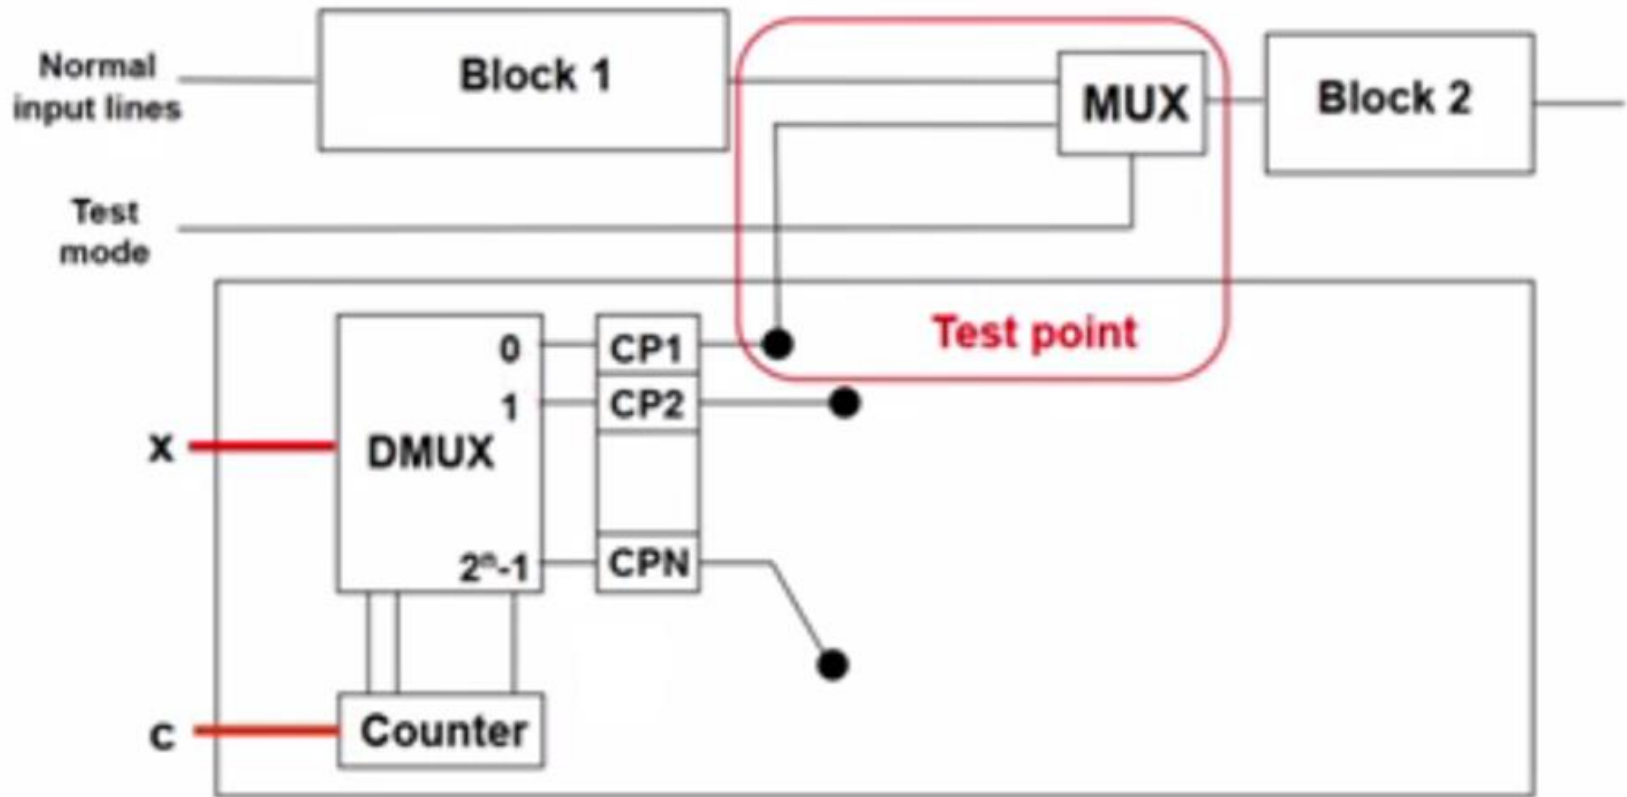 Normal
input lines
Block 1
MUX
Block 2
Test
mode
Test point
0
CP1
1
CP2
x
DMUX
2ⁿ-1
CPN
c
Counter